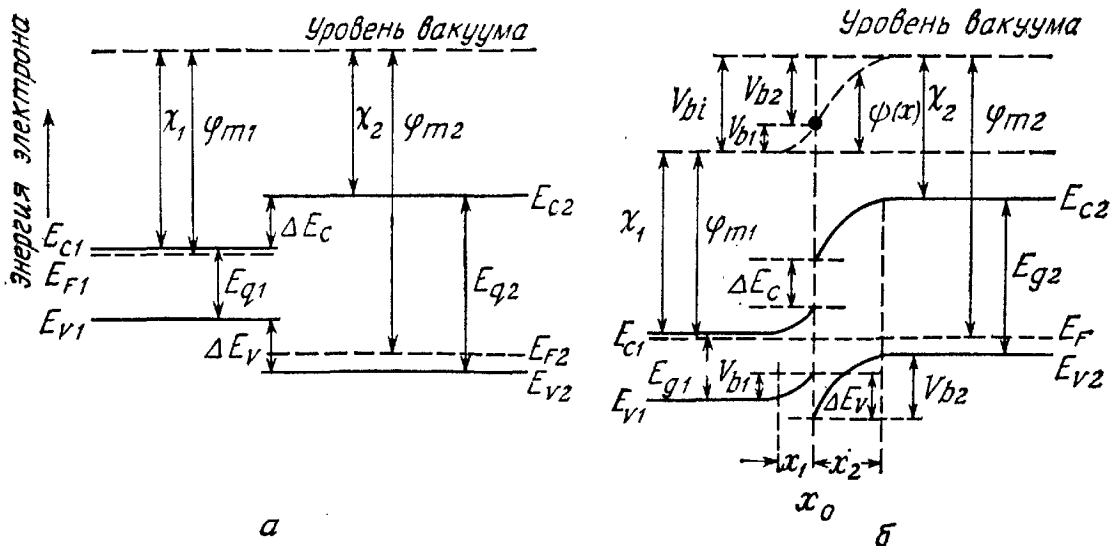 Энергия электрона
Уровень вакуума
χ1
φm1
χ2
φm2
EC1
EF1
EV1
Eg1
ΔEC
ΔEV
EC2
Eg2
EF2
EV2
а
Уровень вакуума
Vbi
Vb2
Vb1
ψ(x)
χ2
φm2
χ1
φm1
ΔEC
EC2
Eg2
EC1
EF
Eg1
Vb1
ΔEV
Vb2
EV1
EV2
x1
x2
x0
б